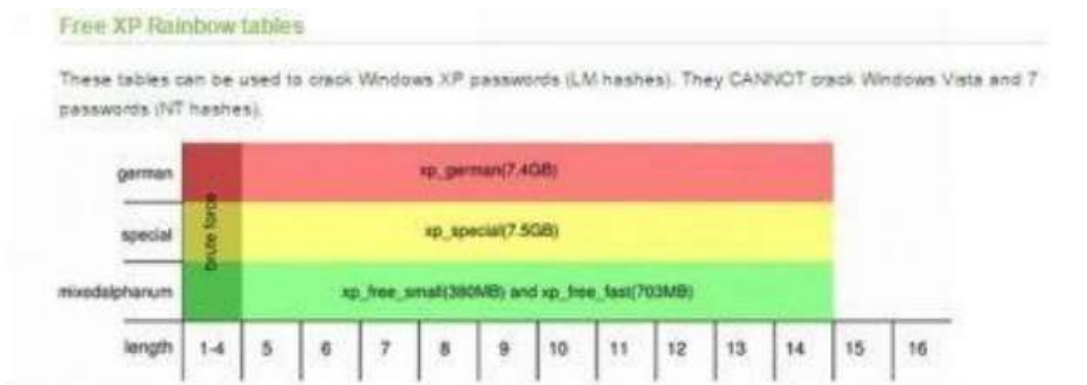 Free XP Rainbow tables
These tables can be used to crack Windows XP passwords (LM hashes). They CANNOT crack Windows Vista and 7
passwords (NT hashes).
german
xp_german(7.4GB)
brute force
special
xp_special(7.5GB)
mixedalphanum
xp_free_small(380MB) and xp_free_fast(703MB)
length 1-4 5 6 7 8 9 10 11 12 13 14 15 16